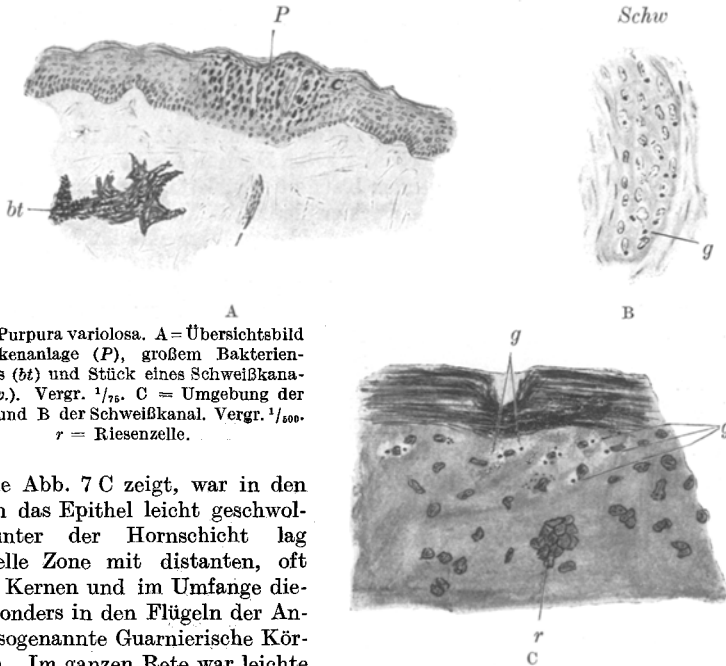 P
Schw
bt
g
A
B
Purpura variolosa. A = Übersichtsbild
kenanlage (P), großem Bakterien-
s (bt) und Stück eines Schweißkana-
.). Vergr. 1/75. C = Umgebung der
und B der Schweißkanal. Vergr. 1/500.
r = Riesenzelle.
g
g
r
C
e Abb. 7 C zeigt, war in den
n das Epithel leicht geschwol-
unter der Hornschicht lag
elle Zone mit distanten, oft
Kernen und im Umfange die-
sonders in den Flügeln der An-
sogenannte Guarnierische Kör-
Im ganzen Rete war leichte